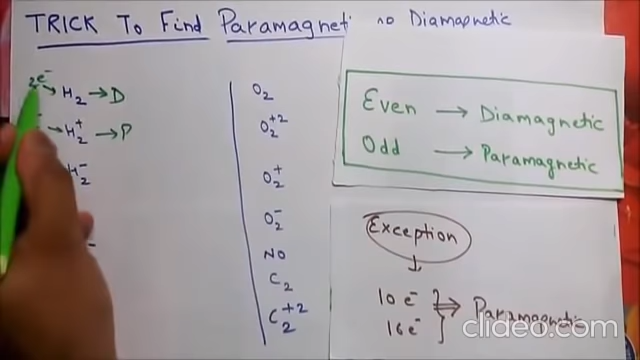 TRICK To Find Paramagneti no Diamagnetic
2e⁻ → H₂ → D
→ H₂⁺ → P
H₂⁻
O₂
O₂⁺²
O₂⁺
O₂⁻
NO
C₂
C₂⁺²
Even → Diamagnetic
Odd → Paramagnetic
Exception
↓
10 e⁻ } ⇒ Paramagnetic
16 e⁻
clideo.com